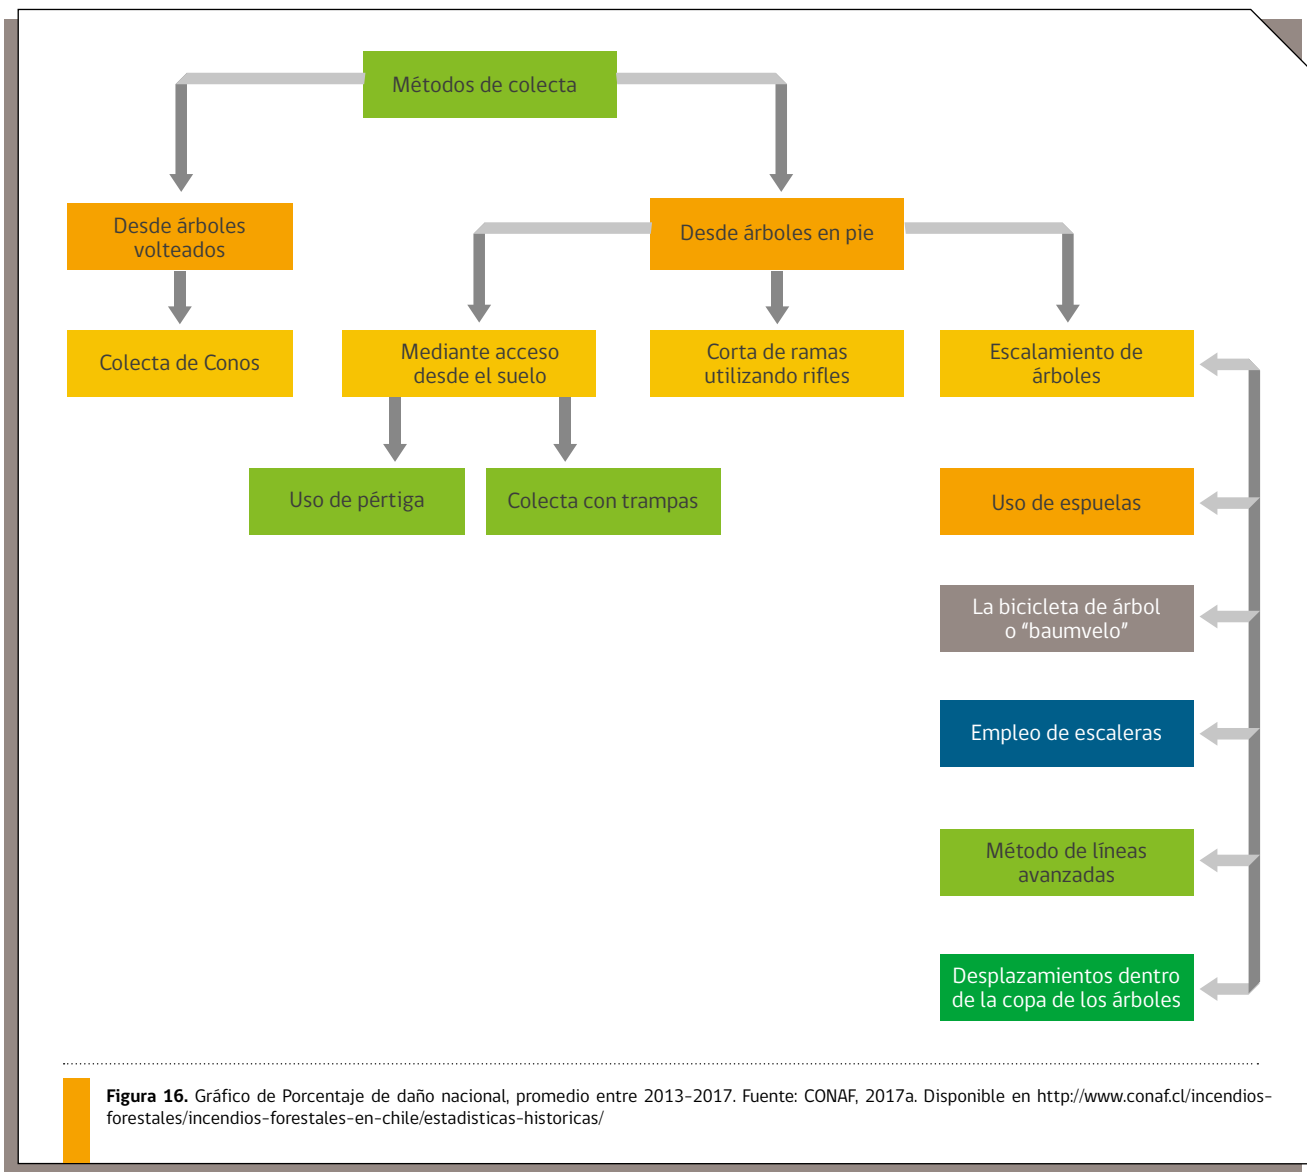 Métodos de colecta
Desde árboles
volteados
Desde árboles en pie
Colecta de Conos
Mediante acceso
desde el suelo
Corta de ramas
utilizando rifles
Escalamiento de
árboles
Uso de pértiga
Colecta con trampas
Uso de espuelas
La bicicleta de árbol
o "baumvelo"
Empleo de escaleras
Método de líneas
avanzadas
Desplazamientos dentro
de la copa de los árboles
Figura 16. Gráfico de Porcentaje de daño nacional, promedio entre 2013-2017. Fuente: CONAF, 2017a. Disponible en http://www.conaf.cl/incendios-
forestales/incendios-forestales-en-chile/estadisticas-historicas/